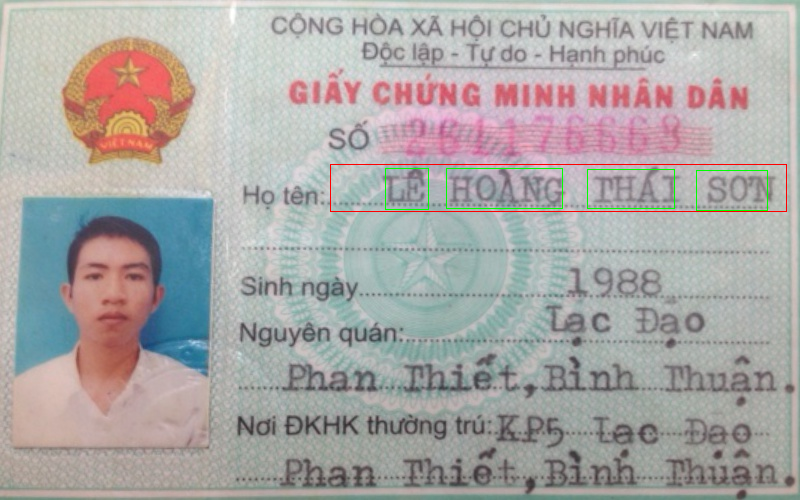 CỘNG HÒA XÃ HỘI CHỦ NGHĨA VIỆT NAM
Độc lập - Tự do - Hạnh phúc
GIẤY CHỨNG MINH NHÂN DÂN
VIỆT NAM
SỐ 261176663
Họ tên: LÊ HOÀNG THÁI SƠN
Sinh ngày 1988
Nguyên quán: Lạc Đạo
Phan Thiết, Bình Thuận.
Nơi ĐKHK thường trú: KP5 Lạc Đạo
Phan Thiết, Bình Thuận.